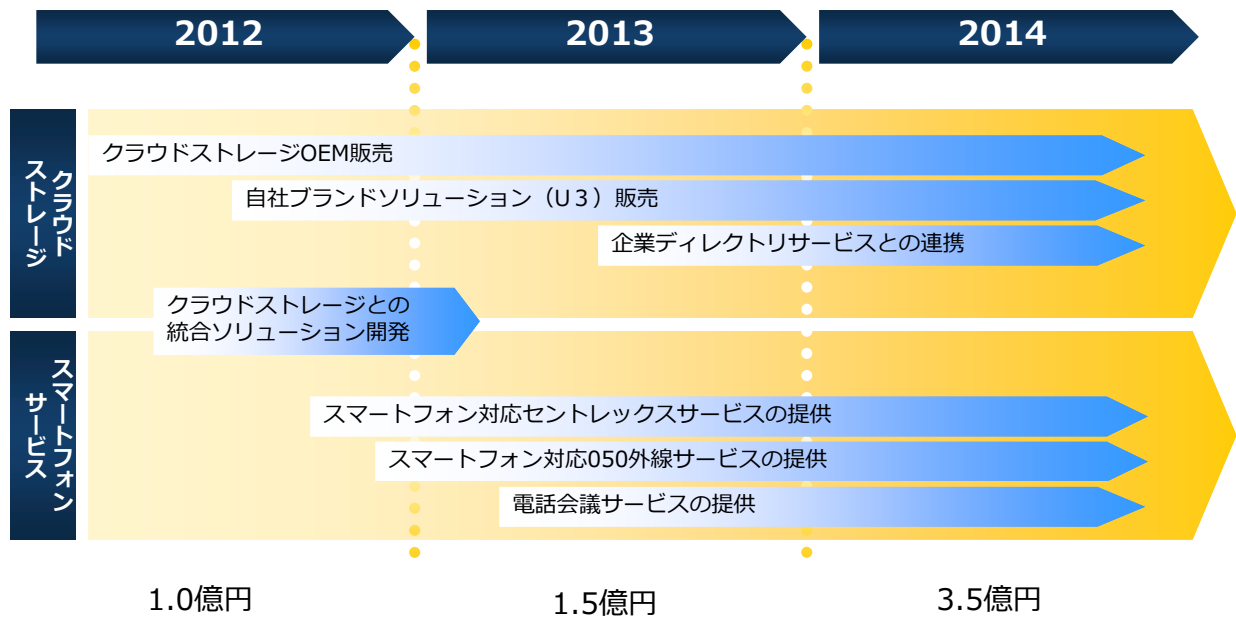 2012
2013
2014
クラウド
ストレージ
クラウドストレージOEM販売
自社ブランドソリューション（U３）販売
企業ディレクトリサービスとの連携
クラウドストレージとの
統合ソリューション開発
スマートフォン
サービス
スマートフォン対応セントレックスサービスの提供
スマートフォン対応050外線サービスの提供
電話会議サービスの提供
1.0億円
1.5億円
3.5億円